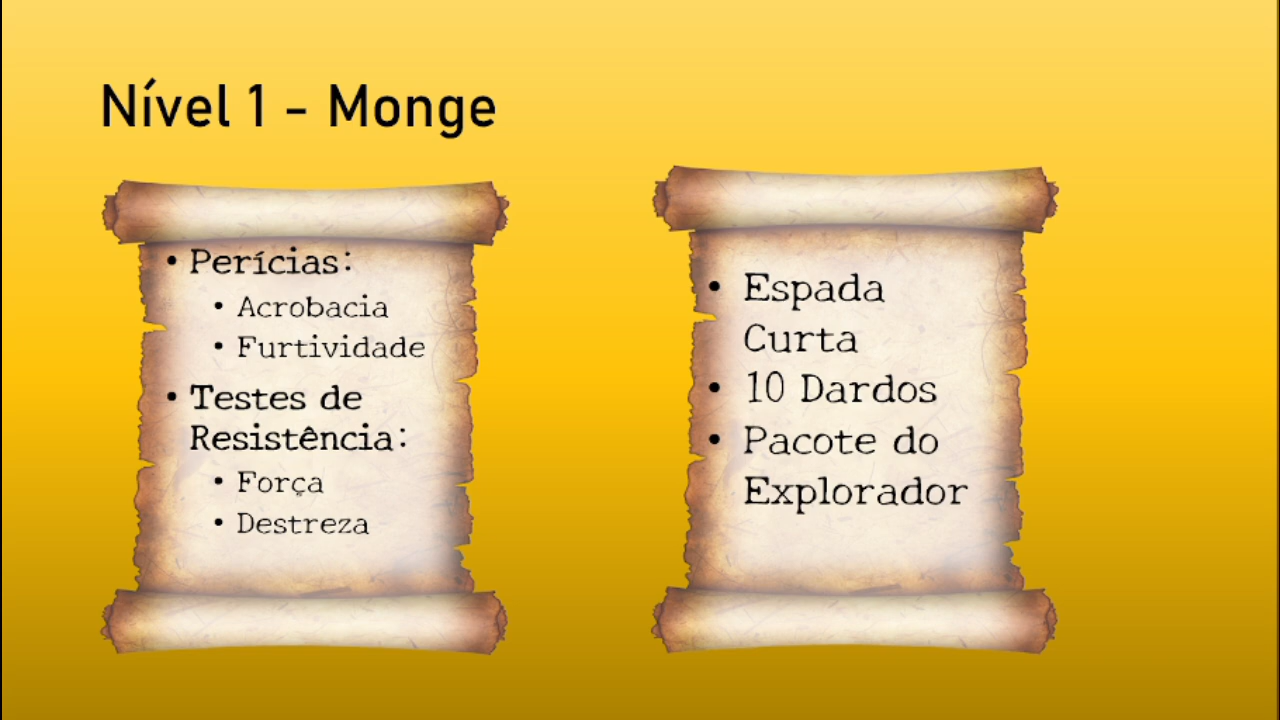 Nível 1 - Monge
• Perícias:
• Acrobacia
• Furtividade
• Testes de
Resistência:
• Força
• Destreza
• Espada
Curta
• 10 Dardos
• Pacote do
Explorador